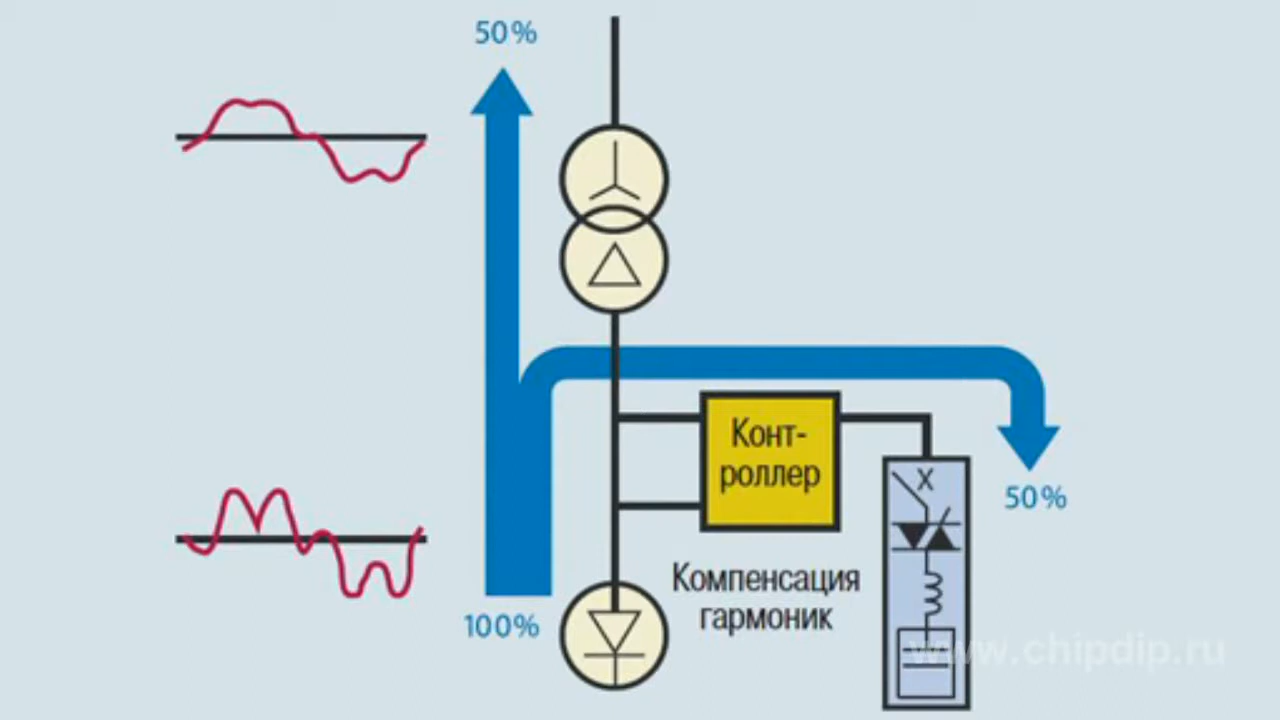 50%
Конт-
роллер
50%
Компенсация
гармоник
100%
X
www.chipdip.ru